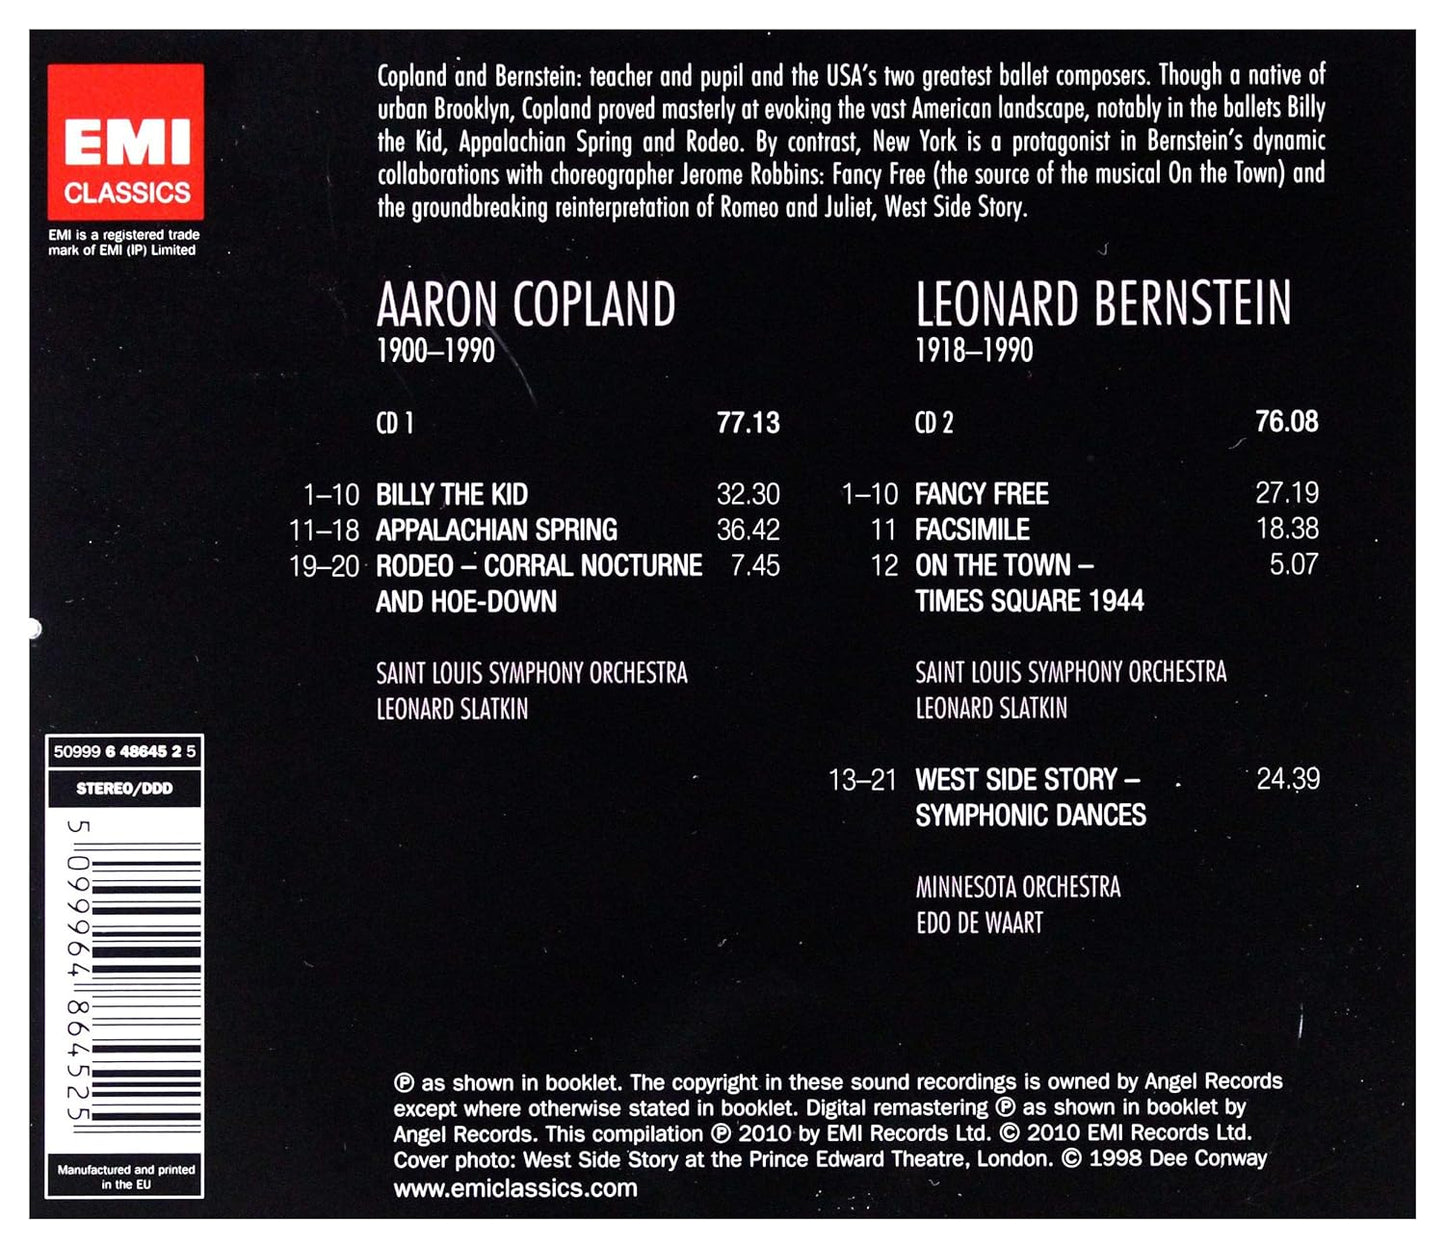 EMI
CLASSICS
EMI is a registered trade
mark of EMI (IP) Limited
Copland and Bernstein: teacher and pupil and the USA's two greatest ballet composers. Though a native of
urban Brooklyn, Copland proved masterly at evoking the vast American landscape, notably in the ballets Billy
the Kid, Appalachian Spring and Rodeo. By contrast, New York is a protagonist in Bernstein's dynamic
collaborations with choreographer Jerome Robbins: Fancy Free (the source of the musical On the Town) and
the groundbreaking reinterpretation of Romeo and Juliet, West Side Story.
AARON COPLAND
1900–1990
CD 1 77.13
1–10 BILLY THE KID 32.30
11–18 APPALACHIAN SPRING 36.42
19–20 RODEO – CORRAL NOCTURNE 7.45
AND HOE-DOWN
SAINT LOUIS SYMPHONY ORCHESTRA
LEONARD SLATKIN
LEONARD BERNSTEIN
1918–1990
CD 2 76.08
1–10 FANCY FREE 27.19
11 FACSIMILE 18.38
12 ON THE TOWN – 5.07
TIMES SQUARE 1944
SAINT LOUIS SYMPHONY ORCHESTRA
LEONARD SLATKIN
13–21 WEST SIDE STORY – 24.39
SYMPHONIC DANCES
MINNESOTA ORCHESTRA
EDO DE WAART
50999 6 48645 2 5
STEREO/DDD
5 099964 864525
Manufactured and printed
in the EU
℗ as shown in booklet. The copyright in these sound recordings is owned by Angel Records
except where otherwise stated in booklet. Digital remastering ℗ as shown in booklet by
Angel Records. This compilation ℗ 2010 by EMI Records Ltd. © 2010 EMI Records Ltd.
Cover photo: West Side Story at the Prince Edward Theatre, London. © 1998 Dee Conway
www.emiclassics.com